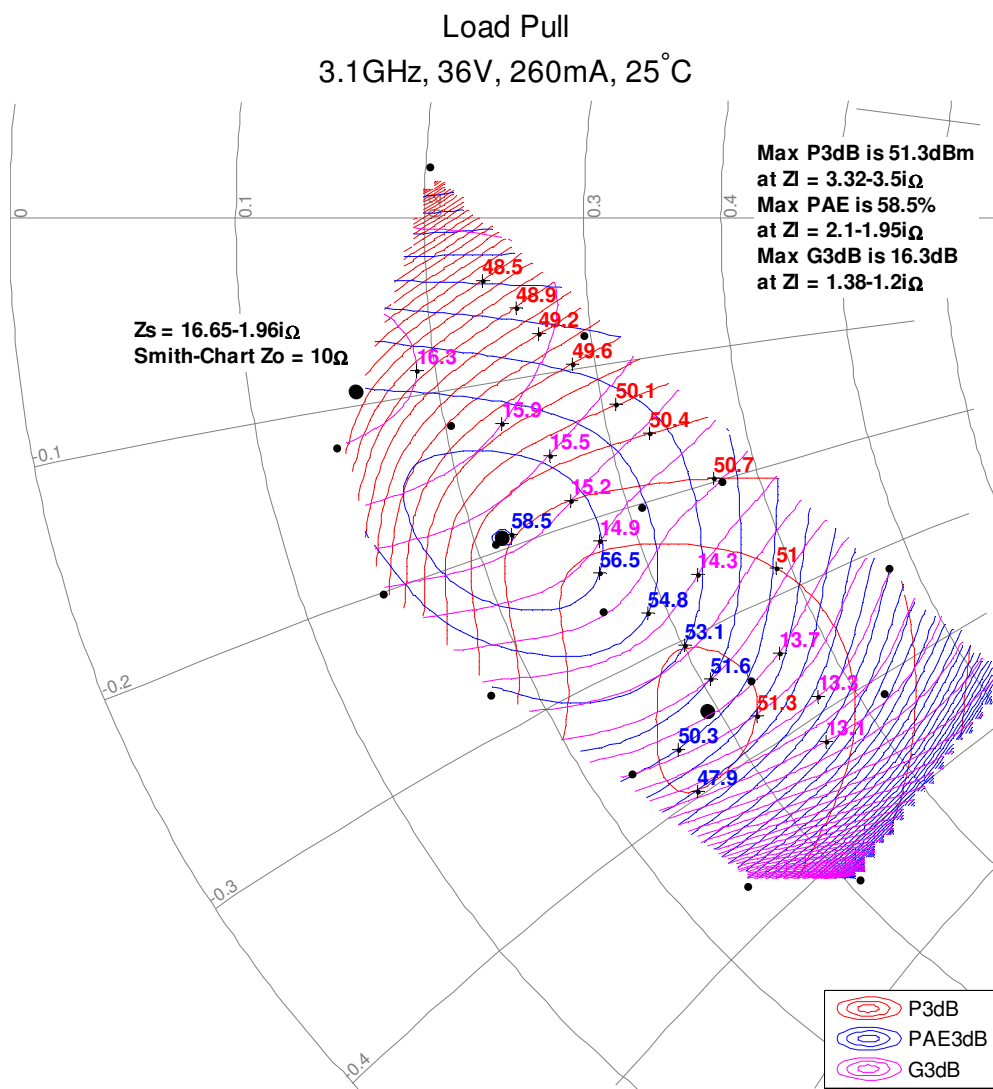 Load Pull
3.1GHz, 36V, 260mA, 25°C
Max P3dB is 51.3dBm
at Zl = 3.32-3.5iΩ
Max PAE is 58.5%
at Zl = 2.1-1.95iΩ
Max G3dB is 16.3dB
at Zl = 1.38-1.2iΩ
0
0.1
0.3
0.4
Zs = 16.65-1.96iΩ
Smith-Chart Zo = 10Ω
48.5
48.9
49.2
49.6
16.3
50.1
15.9
50.4
15.5
50.7
-0.1
15.2
58.5
14.9
56.5
14.3
51
54.8
53.1
13.7
51.6
13.3
-0.2
51.3
13.1
50.3
47.9
-0.3
-0.4
P3dB
PAE3dB
G3dB